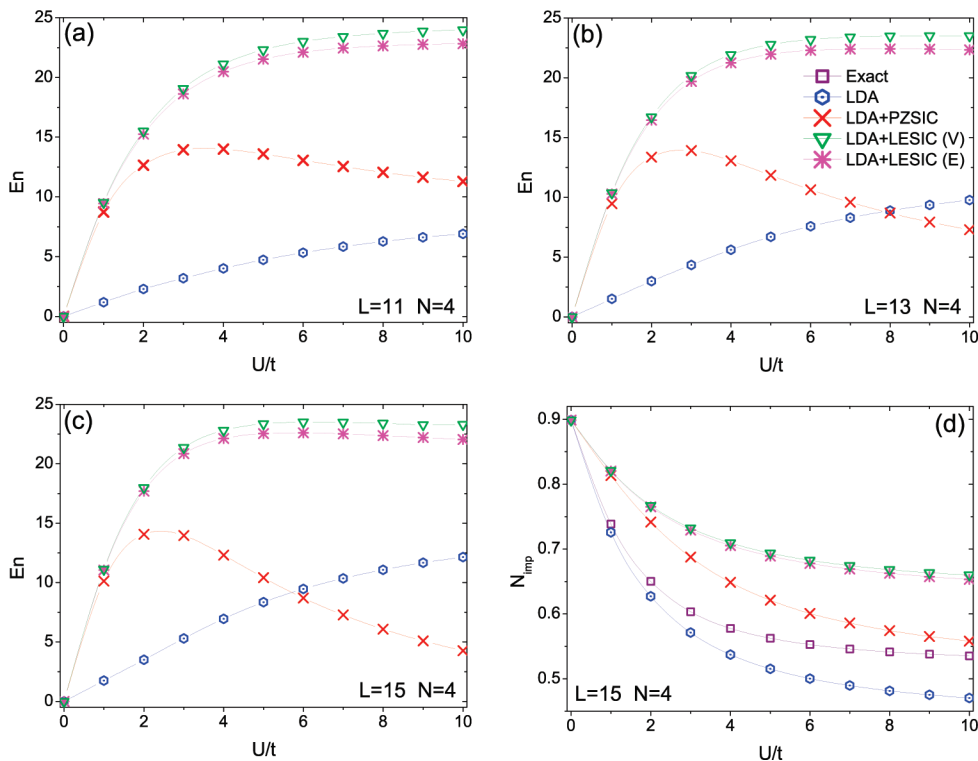 (a)
25
20
15
10
5
0
En
0 2 4 6 8 10
U/t
L=11 N=4
(b)
25
20
15
10
5
0
En
0 2 4 6 8 10
U/t
L=13 N=4
Exact
LDA
LDA+PZSIC
LDA+LESIC (V)
LDA+LESIC (E)
(c)
25
20
15
10
5
0
En
0 2 4 6 8 10
U/t
L=15 N=4
(d)
0.9
0.8
0.7
0.6
0.5
Nimp
0 2 4 6 8 10
U/t
L=15 N=4